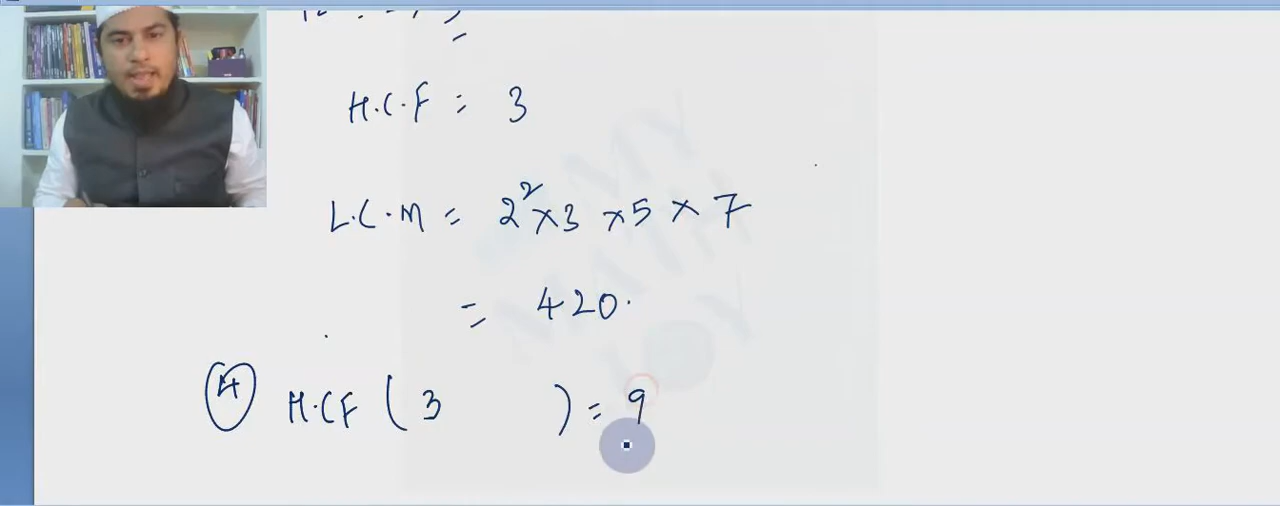 H.C.F : 3
L.C.M = 2² × 3 × 5 × 7
= 420.
④ H.CF ( 3 ) = 9